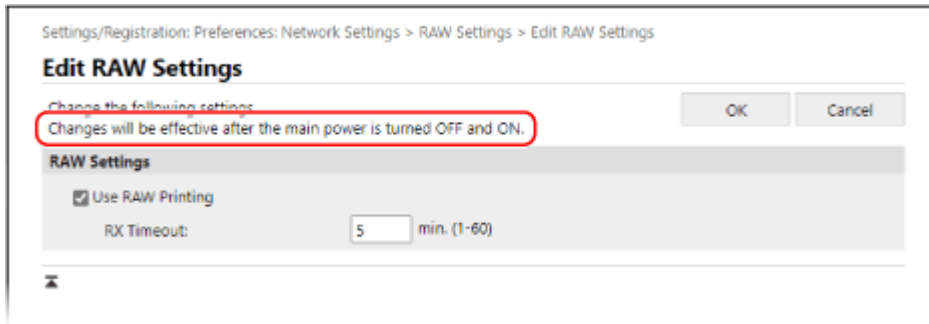 Settings/Registration: Preferences: Network Settings > RAW Settings > Edit RAW Settings
Edit RAW Settings
Change the following settings.
OK
Cancel
Changes will be effective after the main power is turned OFF and ON.
RAW Settings
Use RAW Printing
RX Timeout: 5 min. (1-60)